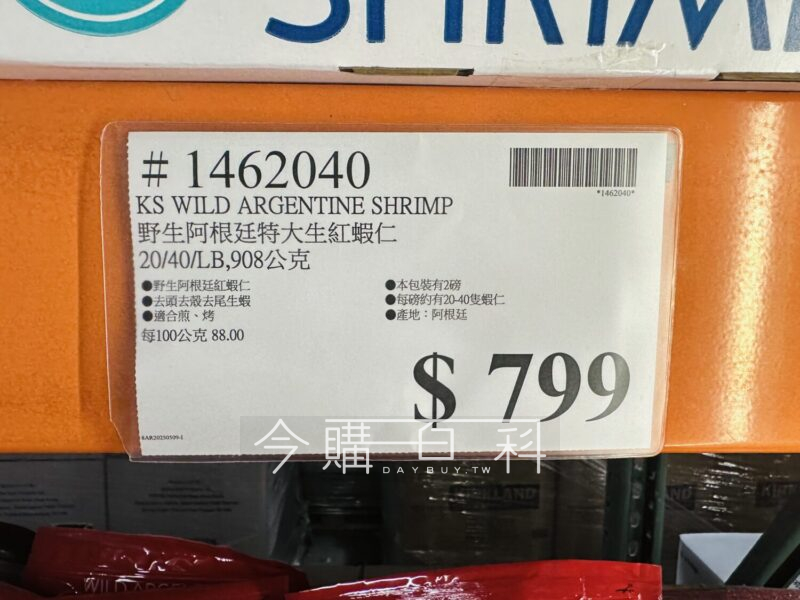 SHRIMP
# 1462040
*1462040*
KS WILD ARGENTINE SHRIMP
野生阿根廷特大生紅蝦仁
20/40/LB,908公克
●野生阿根廷紅蝦仁
●去頭去殼去尾生蝦
●適合煎、烤
每100公克 88.00
●本包裝有2磅
●每磅約有20-40隻蝦仁
●產地：阿根廷
$ 799
今購百科
DAYBUY.TW
KIRKLAND
WILD ARGEN